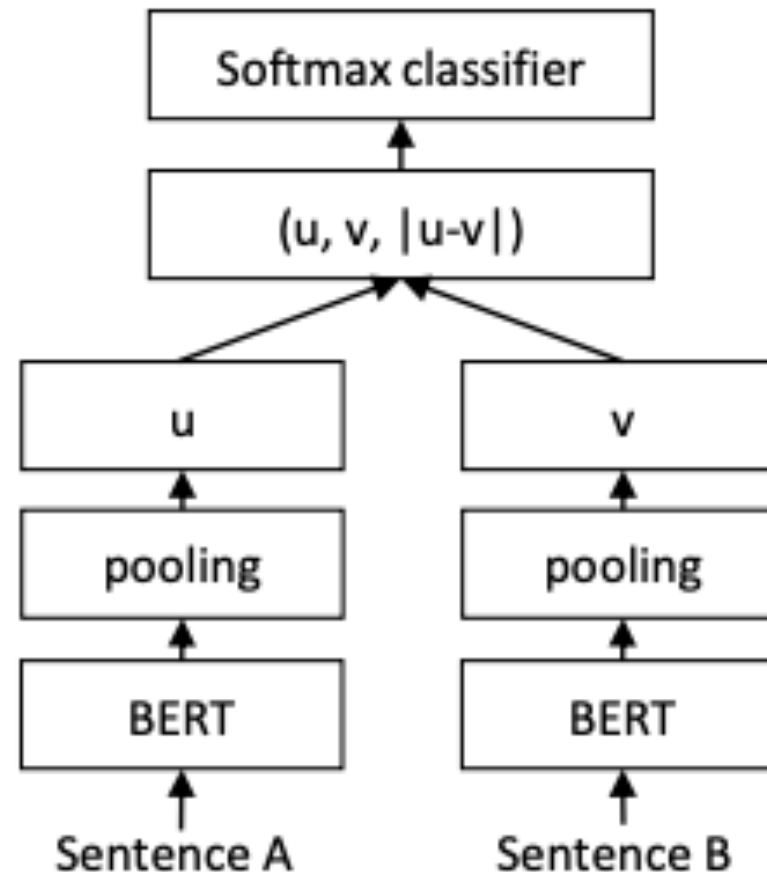 Softmax classifier
(u, v, |u-v|)
u
v
pooling
pooling
BERT
BERT
Sentence A
Sentence B